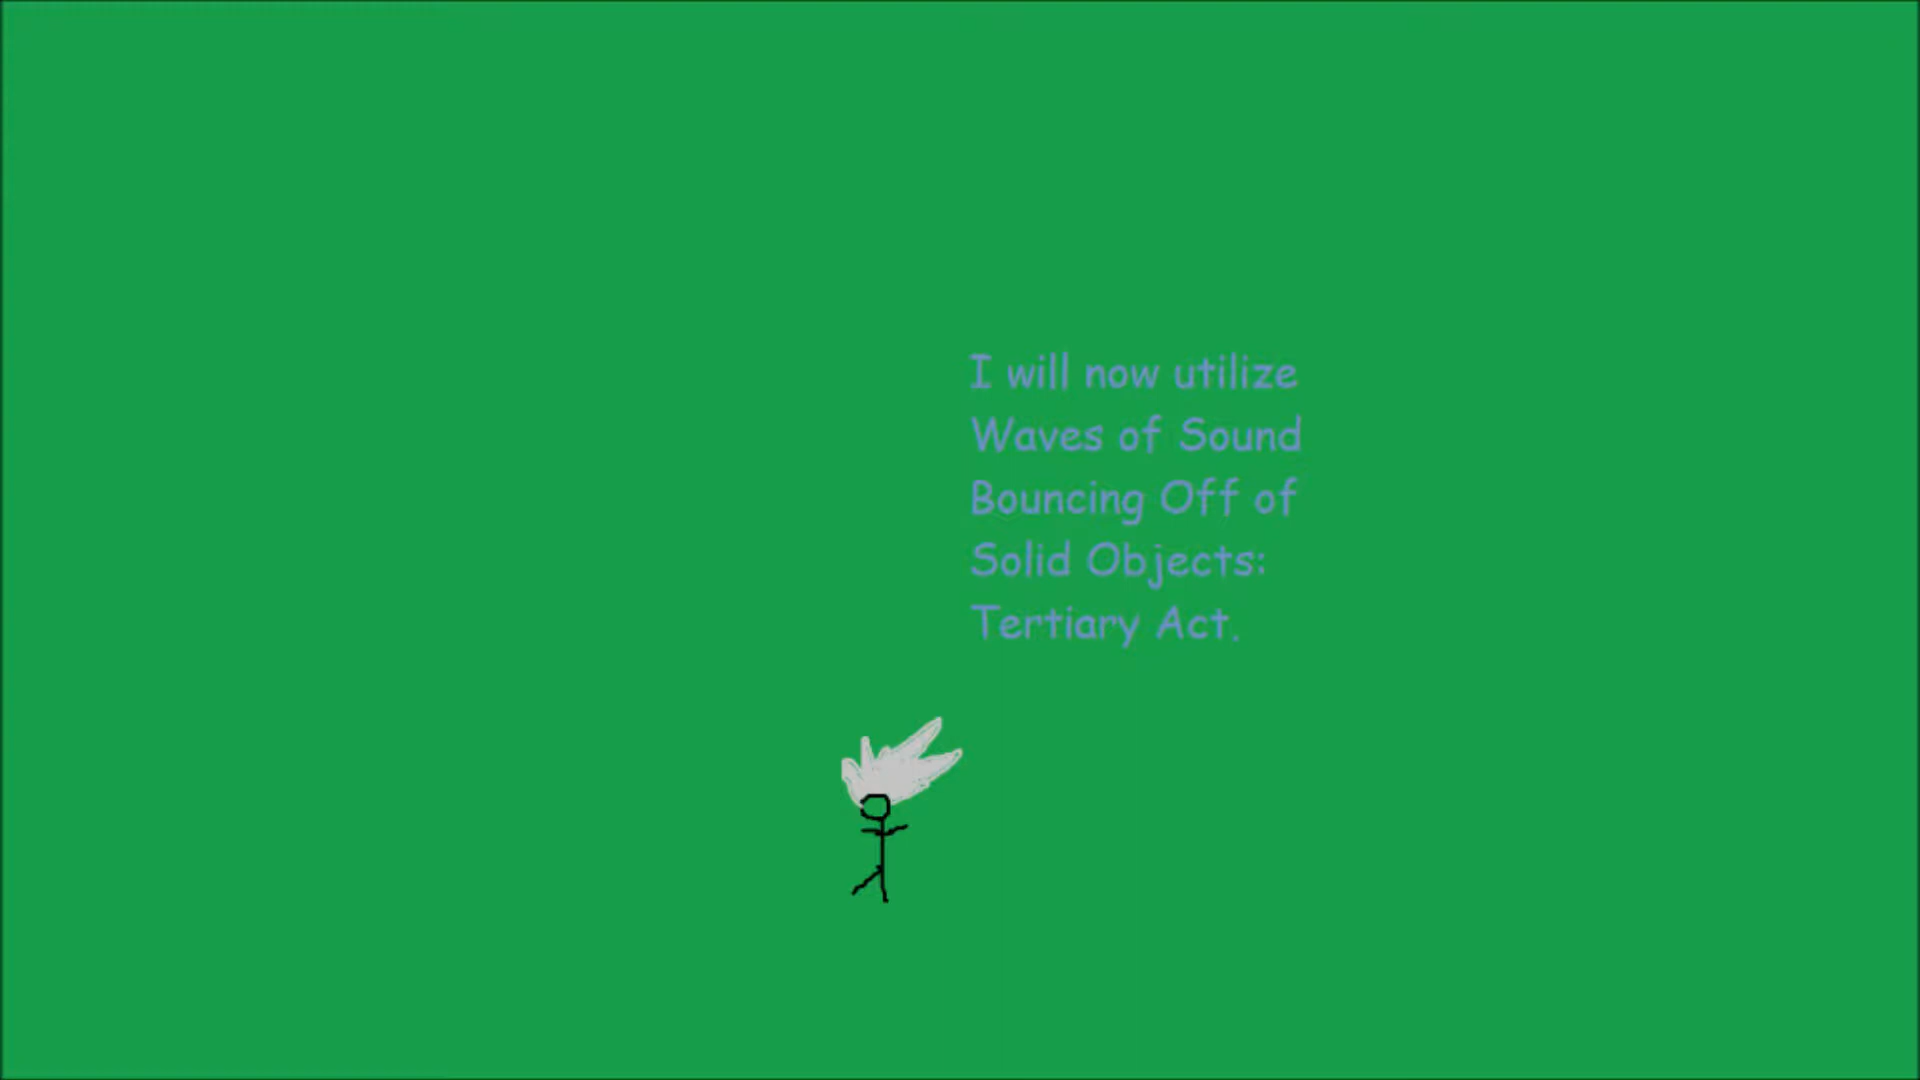 I will now utilize
Waves of Sound
Bouncing Off of
Solid Objects:
Tertiary Act.